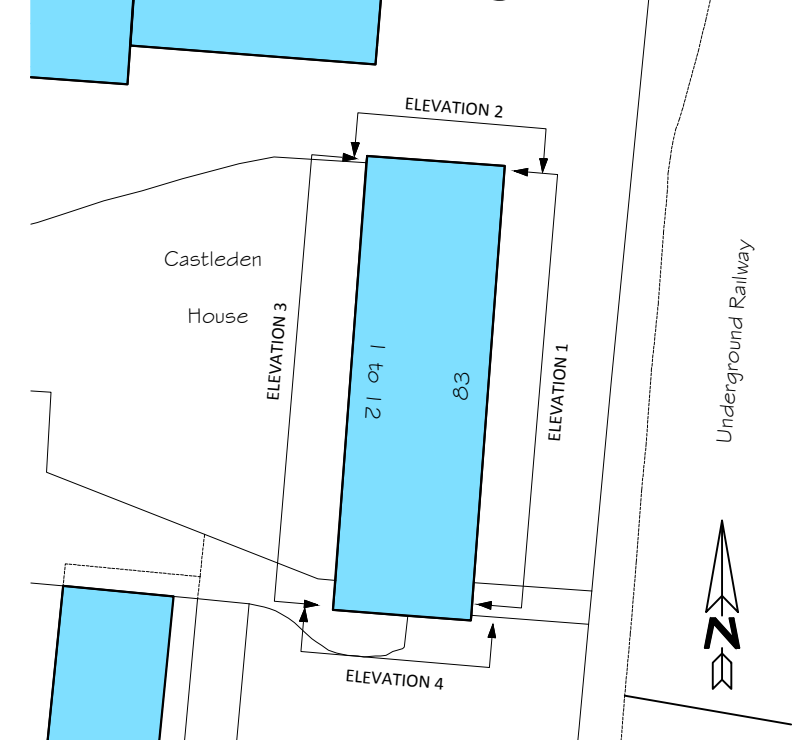 ELEVATION 2
Castleden
House
ELEVATION 3
1 to 12
83
ELEVATION 1
Underground Railway
N
ELEVATION 4